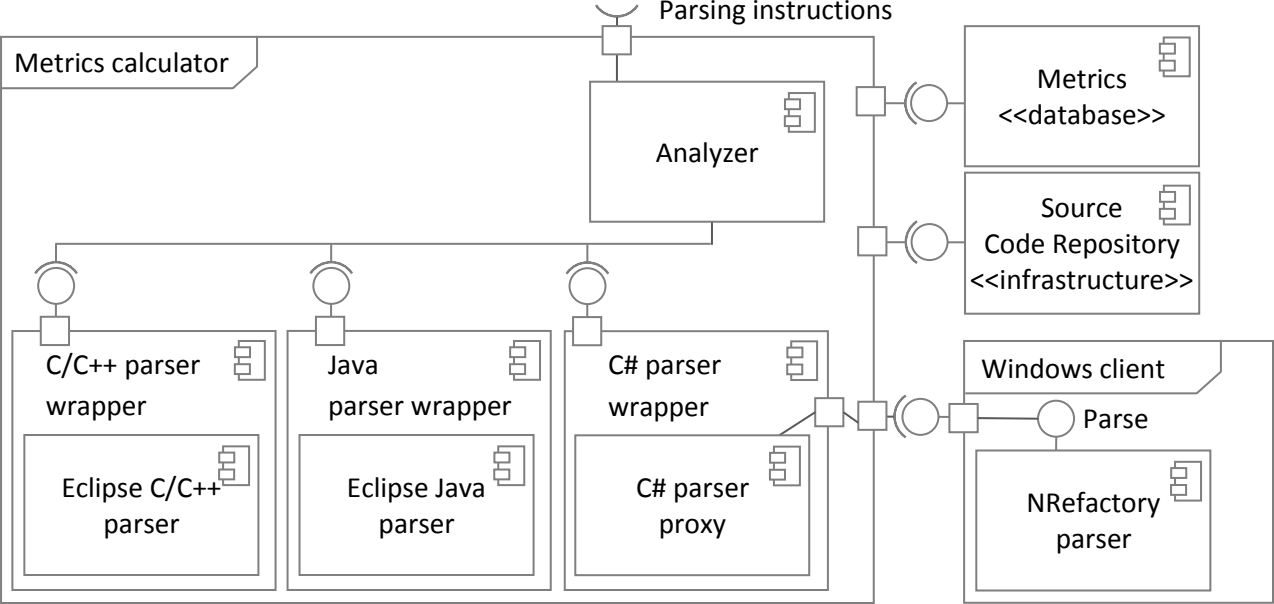 Parsing instructions
Metrics calculator
Metrics
<<database>>
Analyzer
Source
Code Repository
<<infrastructure>>
C/C++ parser
wrapper
Java
parser wrapper
C# parser
wrapper
Windows client
Parse
Eclipse C/C++
parser
Eclipse Java
parser
C# parser
proxy
NRefactory
parser